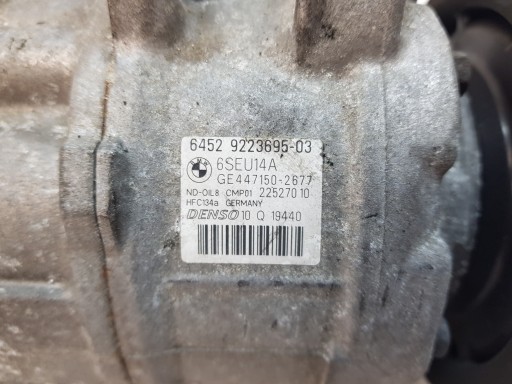 6452 9223695-03
6SEU14A
GE447150-2677
ND-OIL8 CMP01 22527010
HFC134a GERMANY
DENSO 10 Q 19440